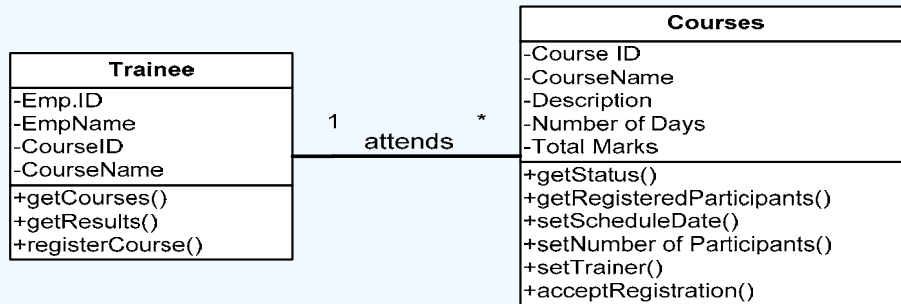 Trainee
-Emp.ID
-EmpName
-CourseID
-CourseName
+getCourses()
+getResults()
+registerCourse()
1
attends
*
Courses
-Course ID
-CourseName
-Description
-Number of Days
-Total Marks
+getStatus()
+getRegisteredParticipants()
+setScheduleDate()
+setNumber of Participants()
+setTrainer()
+acceptRegistration()